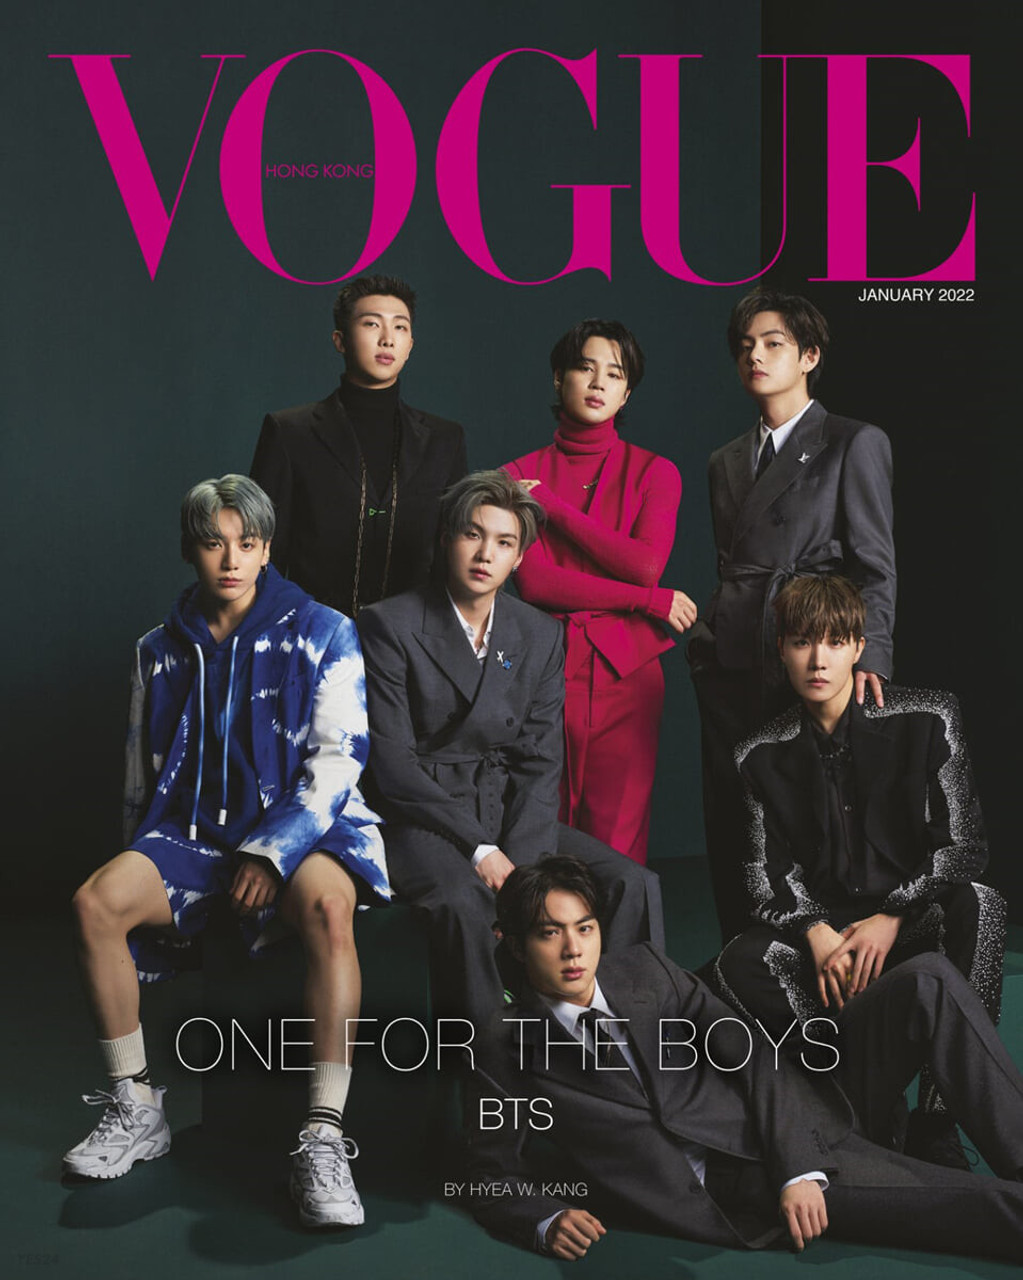 VOGUE
HONG KONG
JANUARY 2022
ONE FOR THE BOYS
BTS
BY HYEA W. KANG